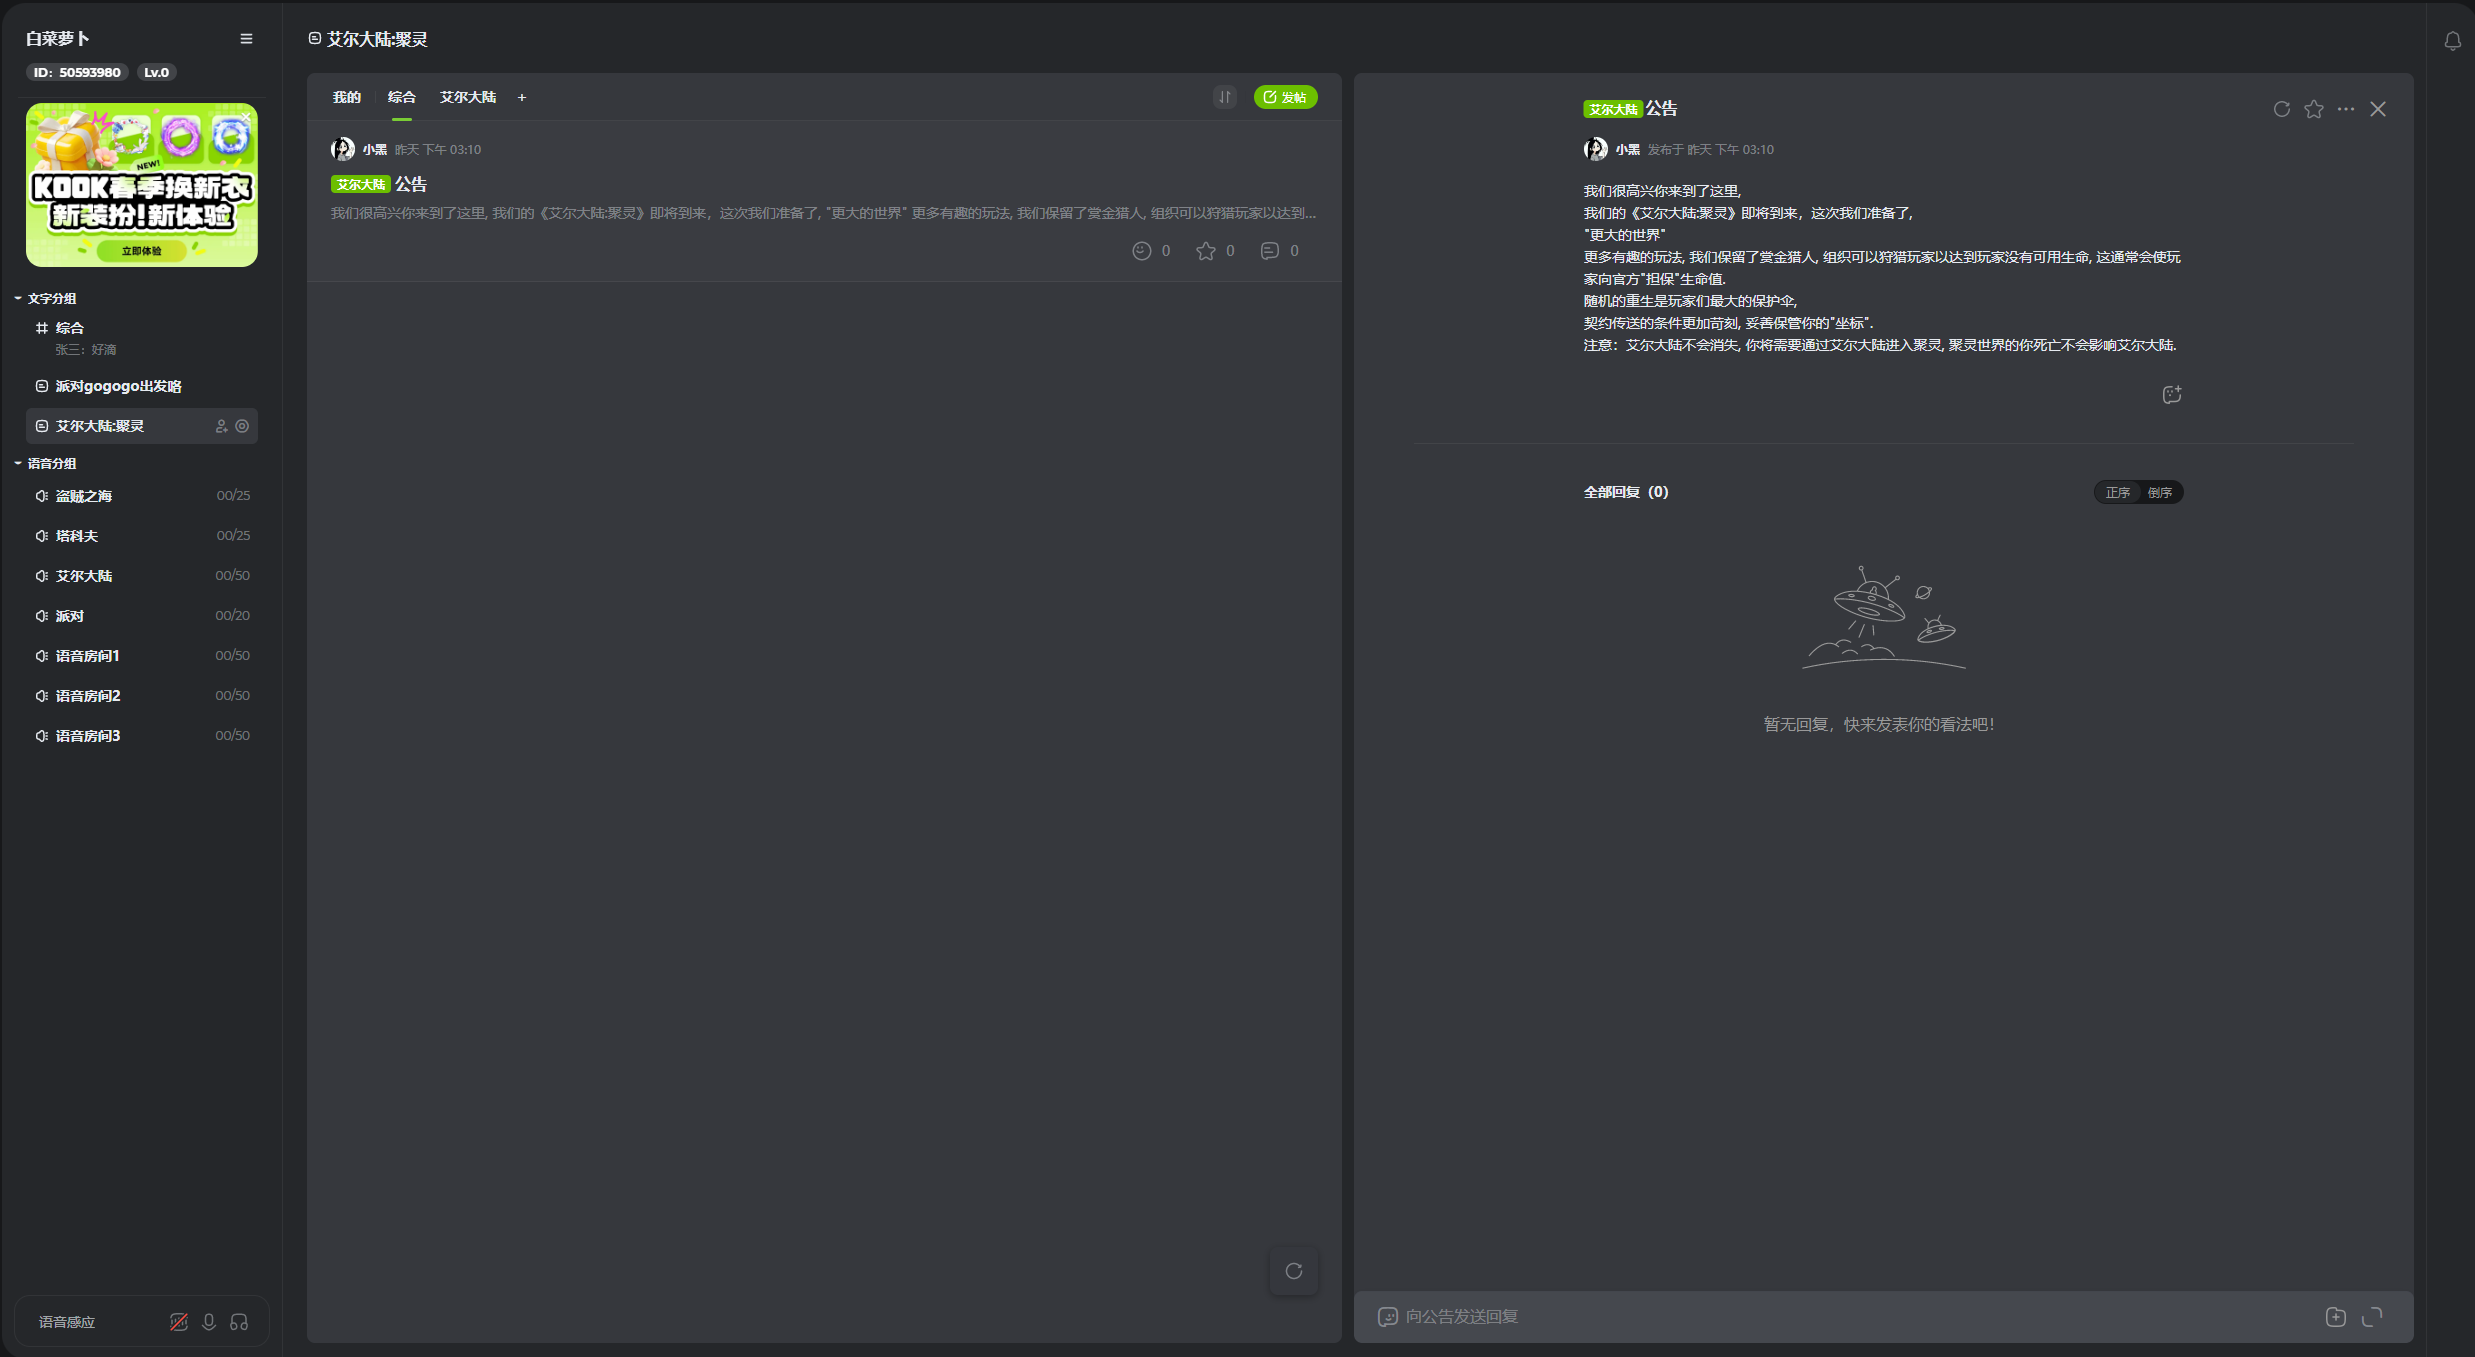 白菜萝卜
ID：50593980 Lv.0
NEW!
KOOK春季换新衣
新装扮！新体验
立即体验
文字分组
综合
张三：好滴
派对gogogo出发咯
艾尔大陆:聚灵
语音分组
盗贼之海 00/25
塔科夫 00/25
艾尔大陆 00/50
派对 00/20
语音房间1 00/50
语音房间2 00/50
语音房间3 00/50
语音感应
艾尔大陆:聚灵
我的 综合 艾尔大陆 +
发帖
小黑 昨天 下午 03:10
艾尔大陆 公告
我们很高兴你来到了这里, 我们的《艾尔大陆:聚灵》即将到来，这次我们准备了, "更大的世界" 更多有趣的玩法, 我们保留了赏金猎人, 组织可以狩猎玩家以达到...
0 0 0
艾尔大陆 公告
小黑 发布于 昨天 下午 03:10
我们很高兴你来到了这里,
我们的《艾尔大陆:聚灵》即将到来，这次我们准备了,
"更大的世界"
更多有趣的玩法, 我们保留了赏金猎人, 组织可以狩猎玩家以达到玩家没有可用生命, 这通常会使玩
家向官方"担保"生命值.
随机的重生是玩家们最大的保护伞,
契约传送的条件更加苛刻, 妥善保管你的"坐标".
注意：艾尔大陆不会消失, 你将需要通过艾尔大陆进入聚灵, 聚灵世界的你死亡不会影响艾尔大陆.
全部回复（0）
正序 倒序
暂无回复，快来发表你的看法吧！
向公告发送回复